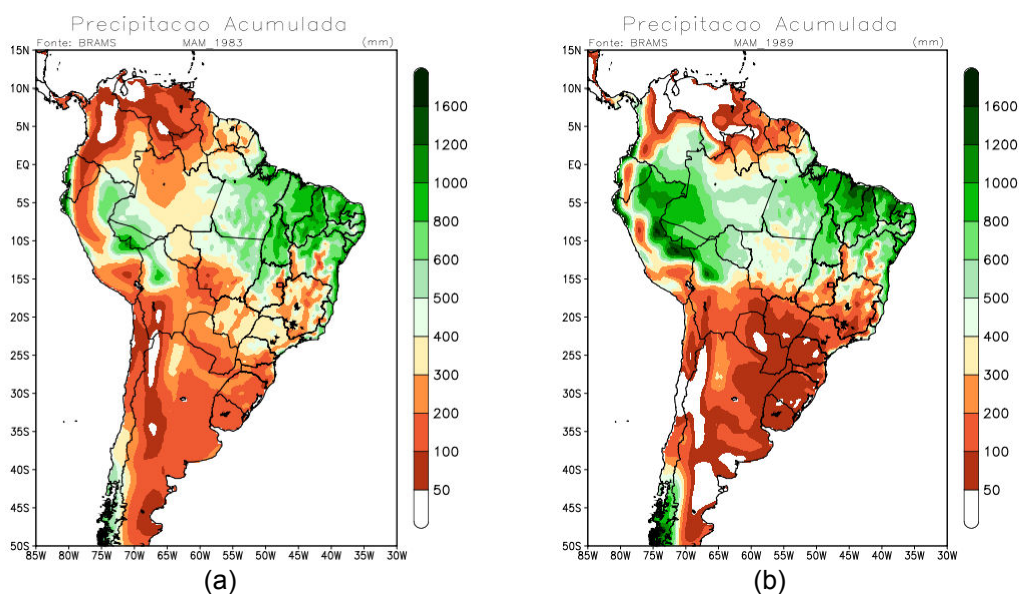 Precipitacao Acumulada
Fonte: BRAMS MAM_1983 (mm)
15N
10N
5N
EQ
5S
10S
15S
20S
25S
30S
35S
40S
45S
50S
85W 80W 75W 70W 65W 60W 55W 50W 45W 40W 35W 30W
1600
1200
1000
800
600
500
400
300
200
100
50
(a)
Precipitacao Acumulada
Fonte: BRAMS MAM_1989 (mm)
15N
10N
5N
EQ
5S
10S
15S
20S
25S
30S
35S
40S
45S
50S
85W 80W 75W 70W 65W 60W 55W 50W 45W 40W 35W 30W
1600
1200
1000
800
600
500
400
300
200
100
50
(b)